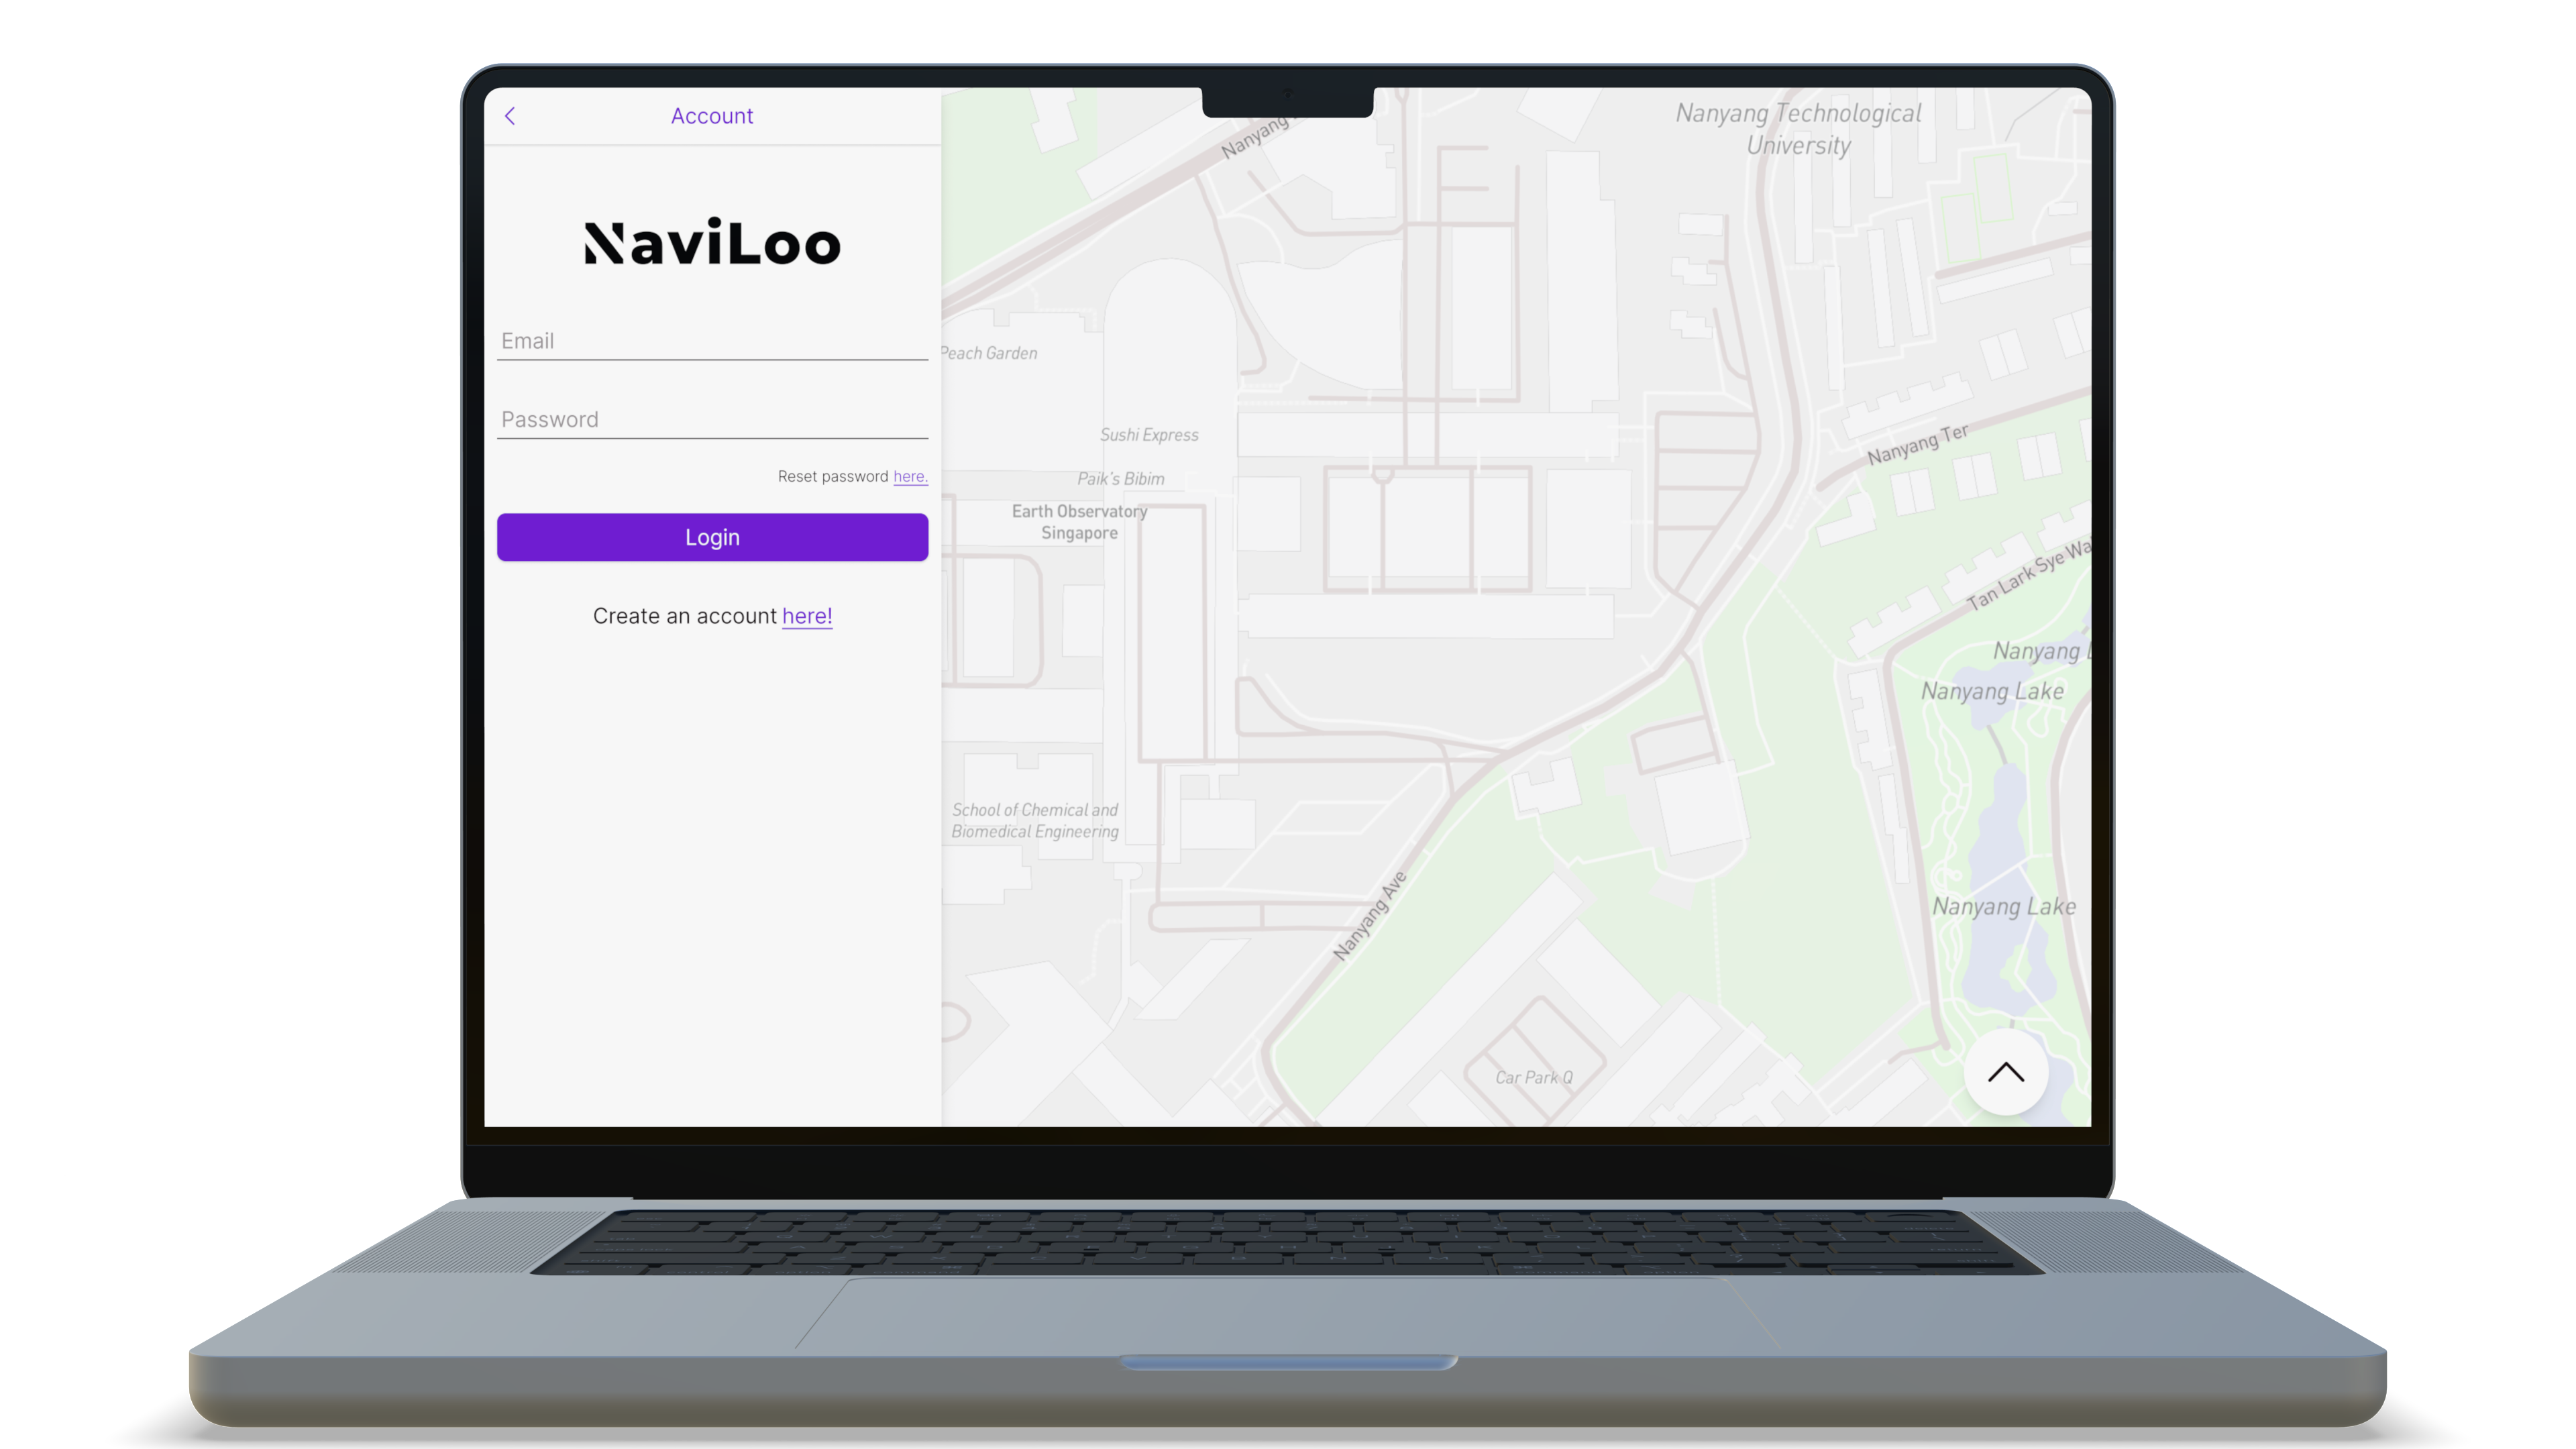 Account
NaviLoo
Email
Password
Reset password here.
Login
Create an account here!
Nanyang
Nanyang Technological
University
Peach Garden
Sushi Express
Paik's Bibim
Earth Observatory
Singapore
Nanyang Ter
Tan Lark Sye
Nanyang
Nanyang Lake
School of Chemical and
Biomedical Engineering
Nanyang Ave
Nanyang Lake
Car Park Q